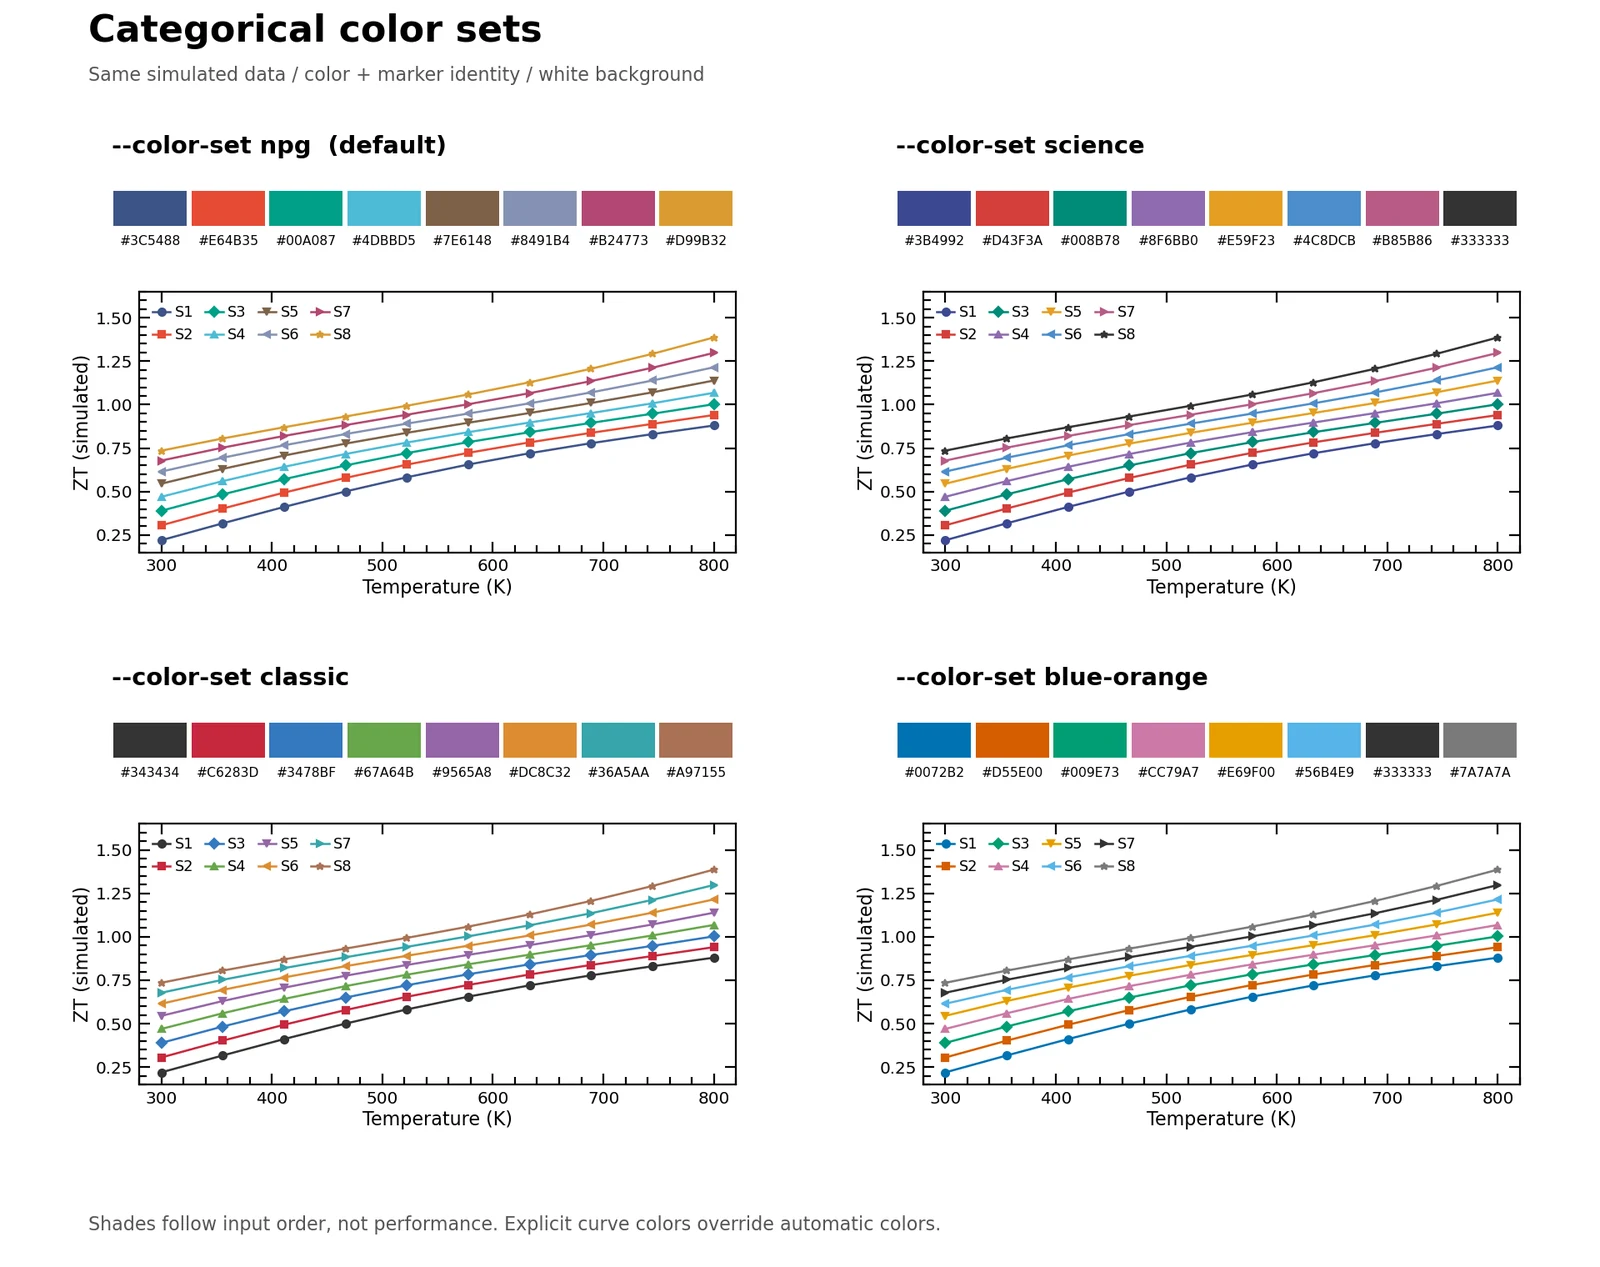 Categorical color sets
Same simulated data / color + marker identity / white background
--color-set npg (default)
#3C5488 #E64B35 #00A087 #4DBBD5 #7E6148 #8491B4 #B24773 #D99B32
S1 S3 S5 S7
S2 S4 S6 S8
1.50
1.25
1.00
0.75
0.50
0.25
ZT (simulated)
300 400 500 600 700 800
Temperature (K)
--color-set science
#3B4992 #D43F3A #008B78 #8F6BB0 #E59F23 #4C8DCB #B85B86 #333333
S1 S3 S5 S7
S2 S4 S6 S8
1.50
1.25
1.00
0.75
0.50
0.25
ZT (simulated)
300 400 500 600 700 800
Temperature (K)
--color-set classic
#343434 #C6283D #3478BF #67A64B #9565A8 #DC8C32 #36A5AA #A97155
S1 S3 S5 S7
S2 S4 S6 S8
1.50
1.25
1.00
0.75
0.50
0.25
ZT (simulated)
300 400 500 600 700 800
Temperature (K)
--color-set blue-orange
#0072B2 #D55E00 #009E73 #CC79A7 #E69F00 #56B4E9 #333333 #7A7A7A
S1 S3 S5 S7
S2 S4 S6 S8
1.50
1.25
1.00
0.75
0.50
0.25
ZT (simulated)
300 400 500 600 700 800
Temperature (K)
Shades follow input order, not performance. Explicit curve colors override automatic colors.